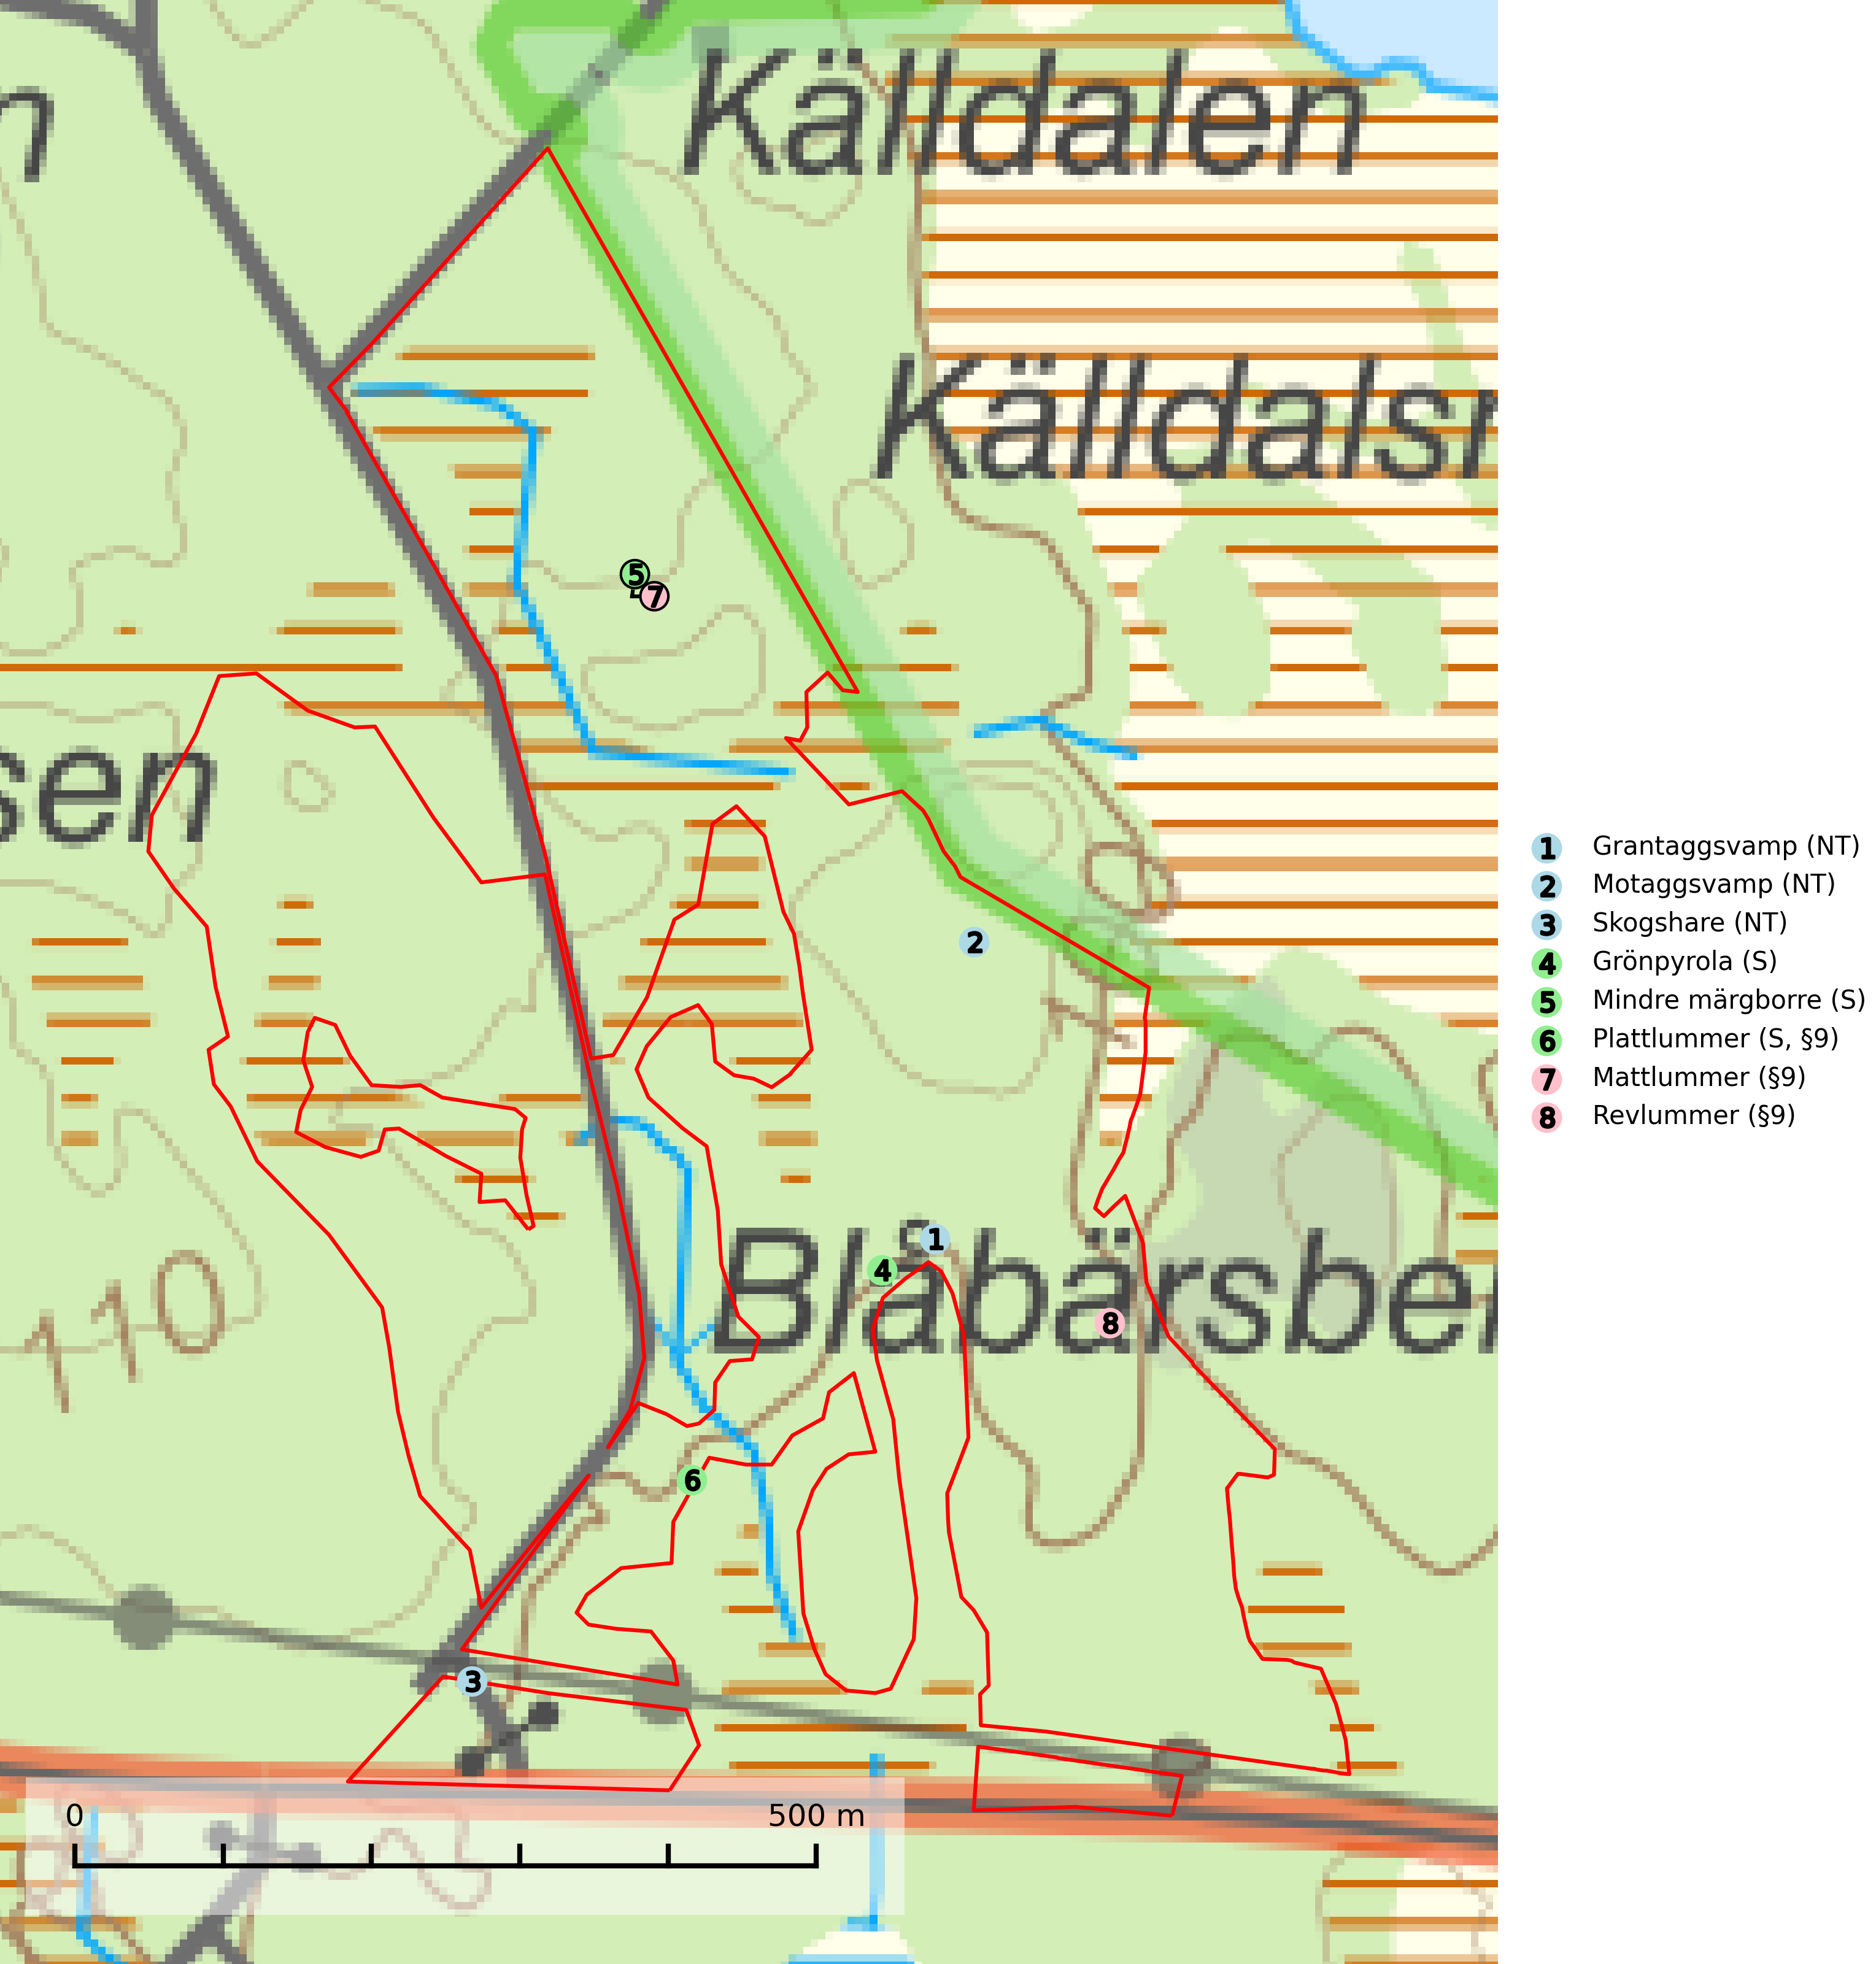 n
Källdalen
Källdalsr
5
7
sen
2
110
Blåbärsber
1
4
8
6
3
0 500 m
1 Grantaggsvamp (NT)
2 Motaggsvamp (NT)
3 Skogshare (NT)
4 Grönpyrola (S)
5 Mindre märgborre (S)
6 Plattlummer (S, §9)
7 Mattlummer (§9)
8 Revlummer (§9)